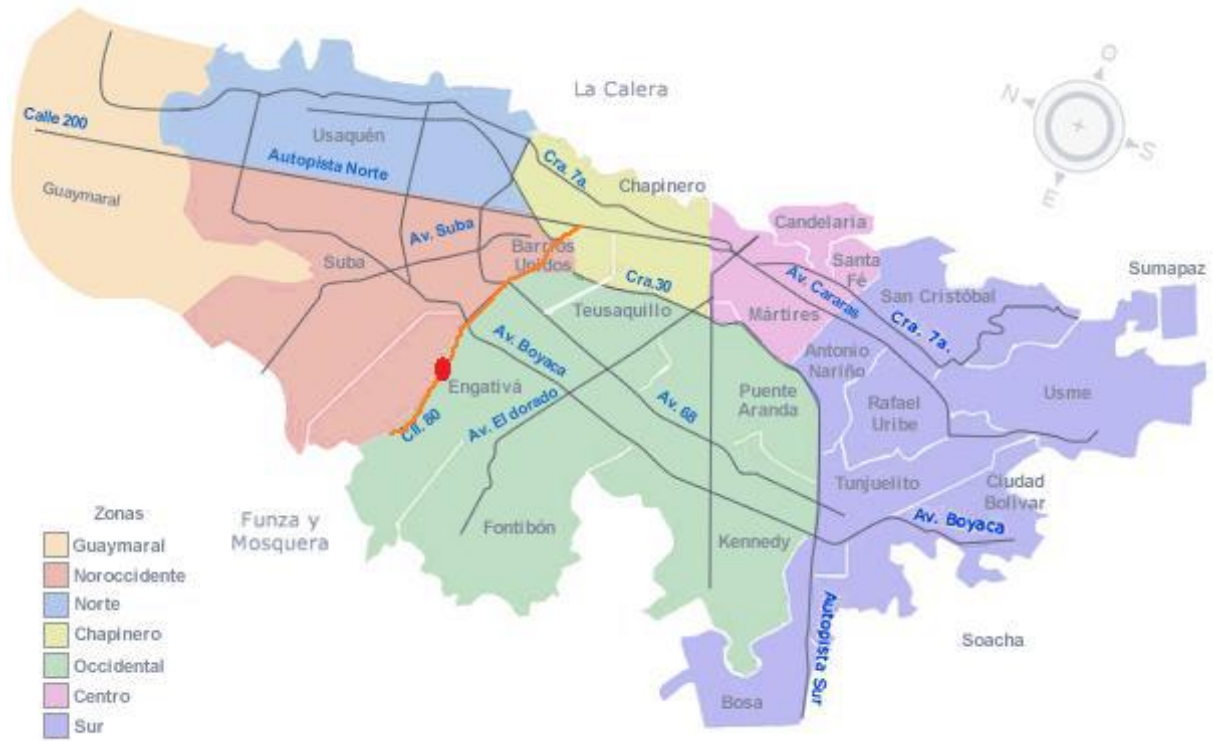 La Calera
O
N
S
E
Calle 200
Usaquén
Autopista Norte
Guaymaral
Cra. 7a.
Chapinero
Candelaria
Santa
Fé
Av. Suba
Barrios
Unidos
Suba
Cra.30
Teusaquillo
Mártires
Av. Cararas
San Cristóbal
Cra. 7a.
Sumapaz
Antonio
Nariño
Av. Boyaca
Engativá
Av. El dorado
Av. 68
Puente
Aranda
Rafael
Uribe
Usme
Cll. 80
Tunjuelito
Ciudad
Bolívar
Av. Boyaca
Funza y
Mosquera
Fontibón
Kennedy
Autopista Sur
Soacha
Bosa
Zonas
Guaymaral
Noroccidente
Norte
Chapinero
Occidental
Centro
Sur